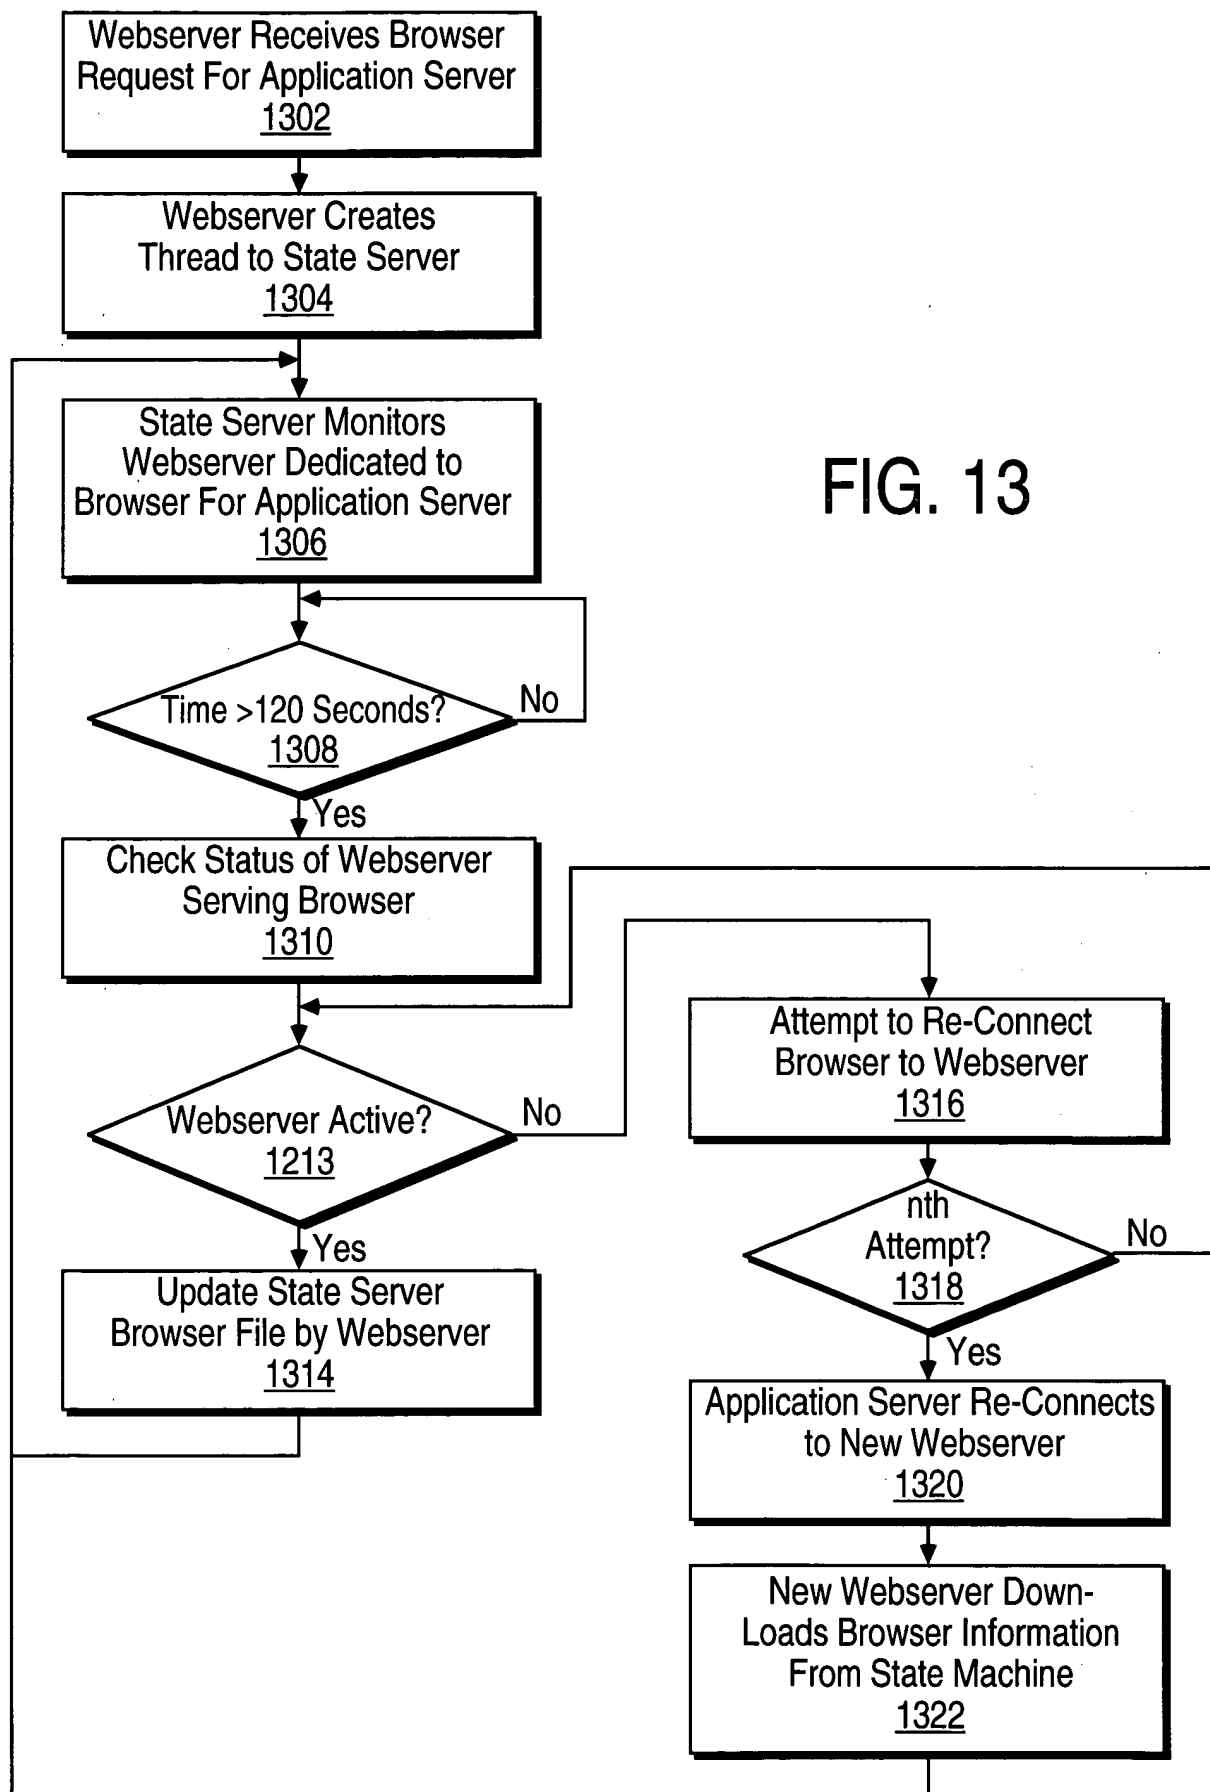 Webserver Receives Browser
Request For Application Server
1302
Webserver Creates
Thread to State Server
1304
State Server Monitors
Webserver Dedicated to
Browser For Application Server
1306
FIG. 13
Time >120 Seconds?
1308
No
Yes
Check Status of Webserver
Serving Browser
1310
Webserver Active?
1213
No
Yes
Update State Server
Browser File by Webserver
1314
Attempt to Re-Connect
Browser to Webserver
1316
nth
Attempt?
1318
No
Yes
Application Server Re-Connects
to New Webserver
1320
New Webserver Down-
Loads Browser Information
From State Machine
1322